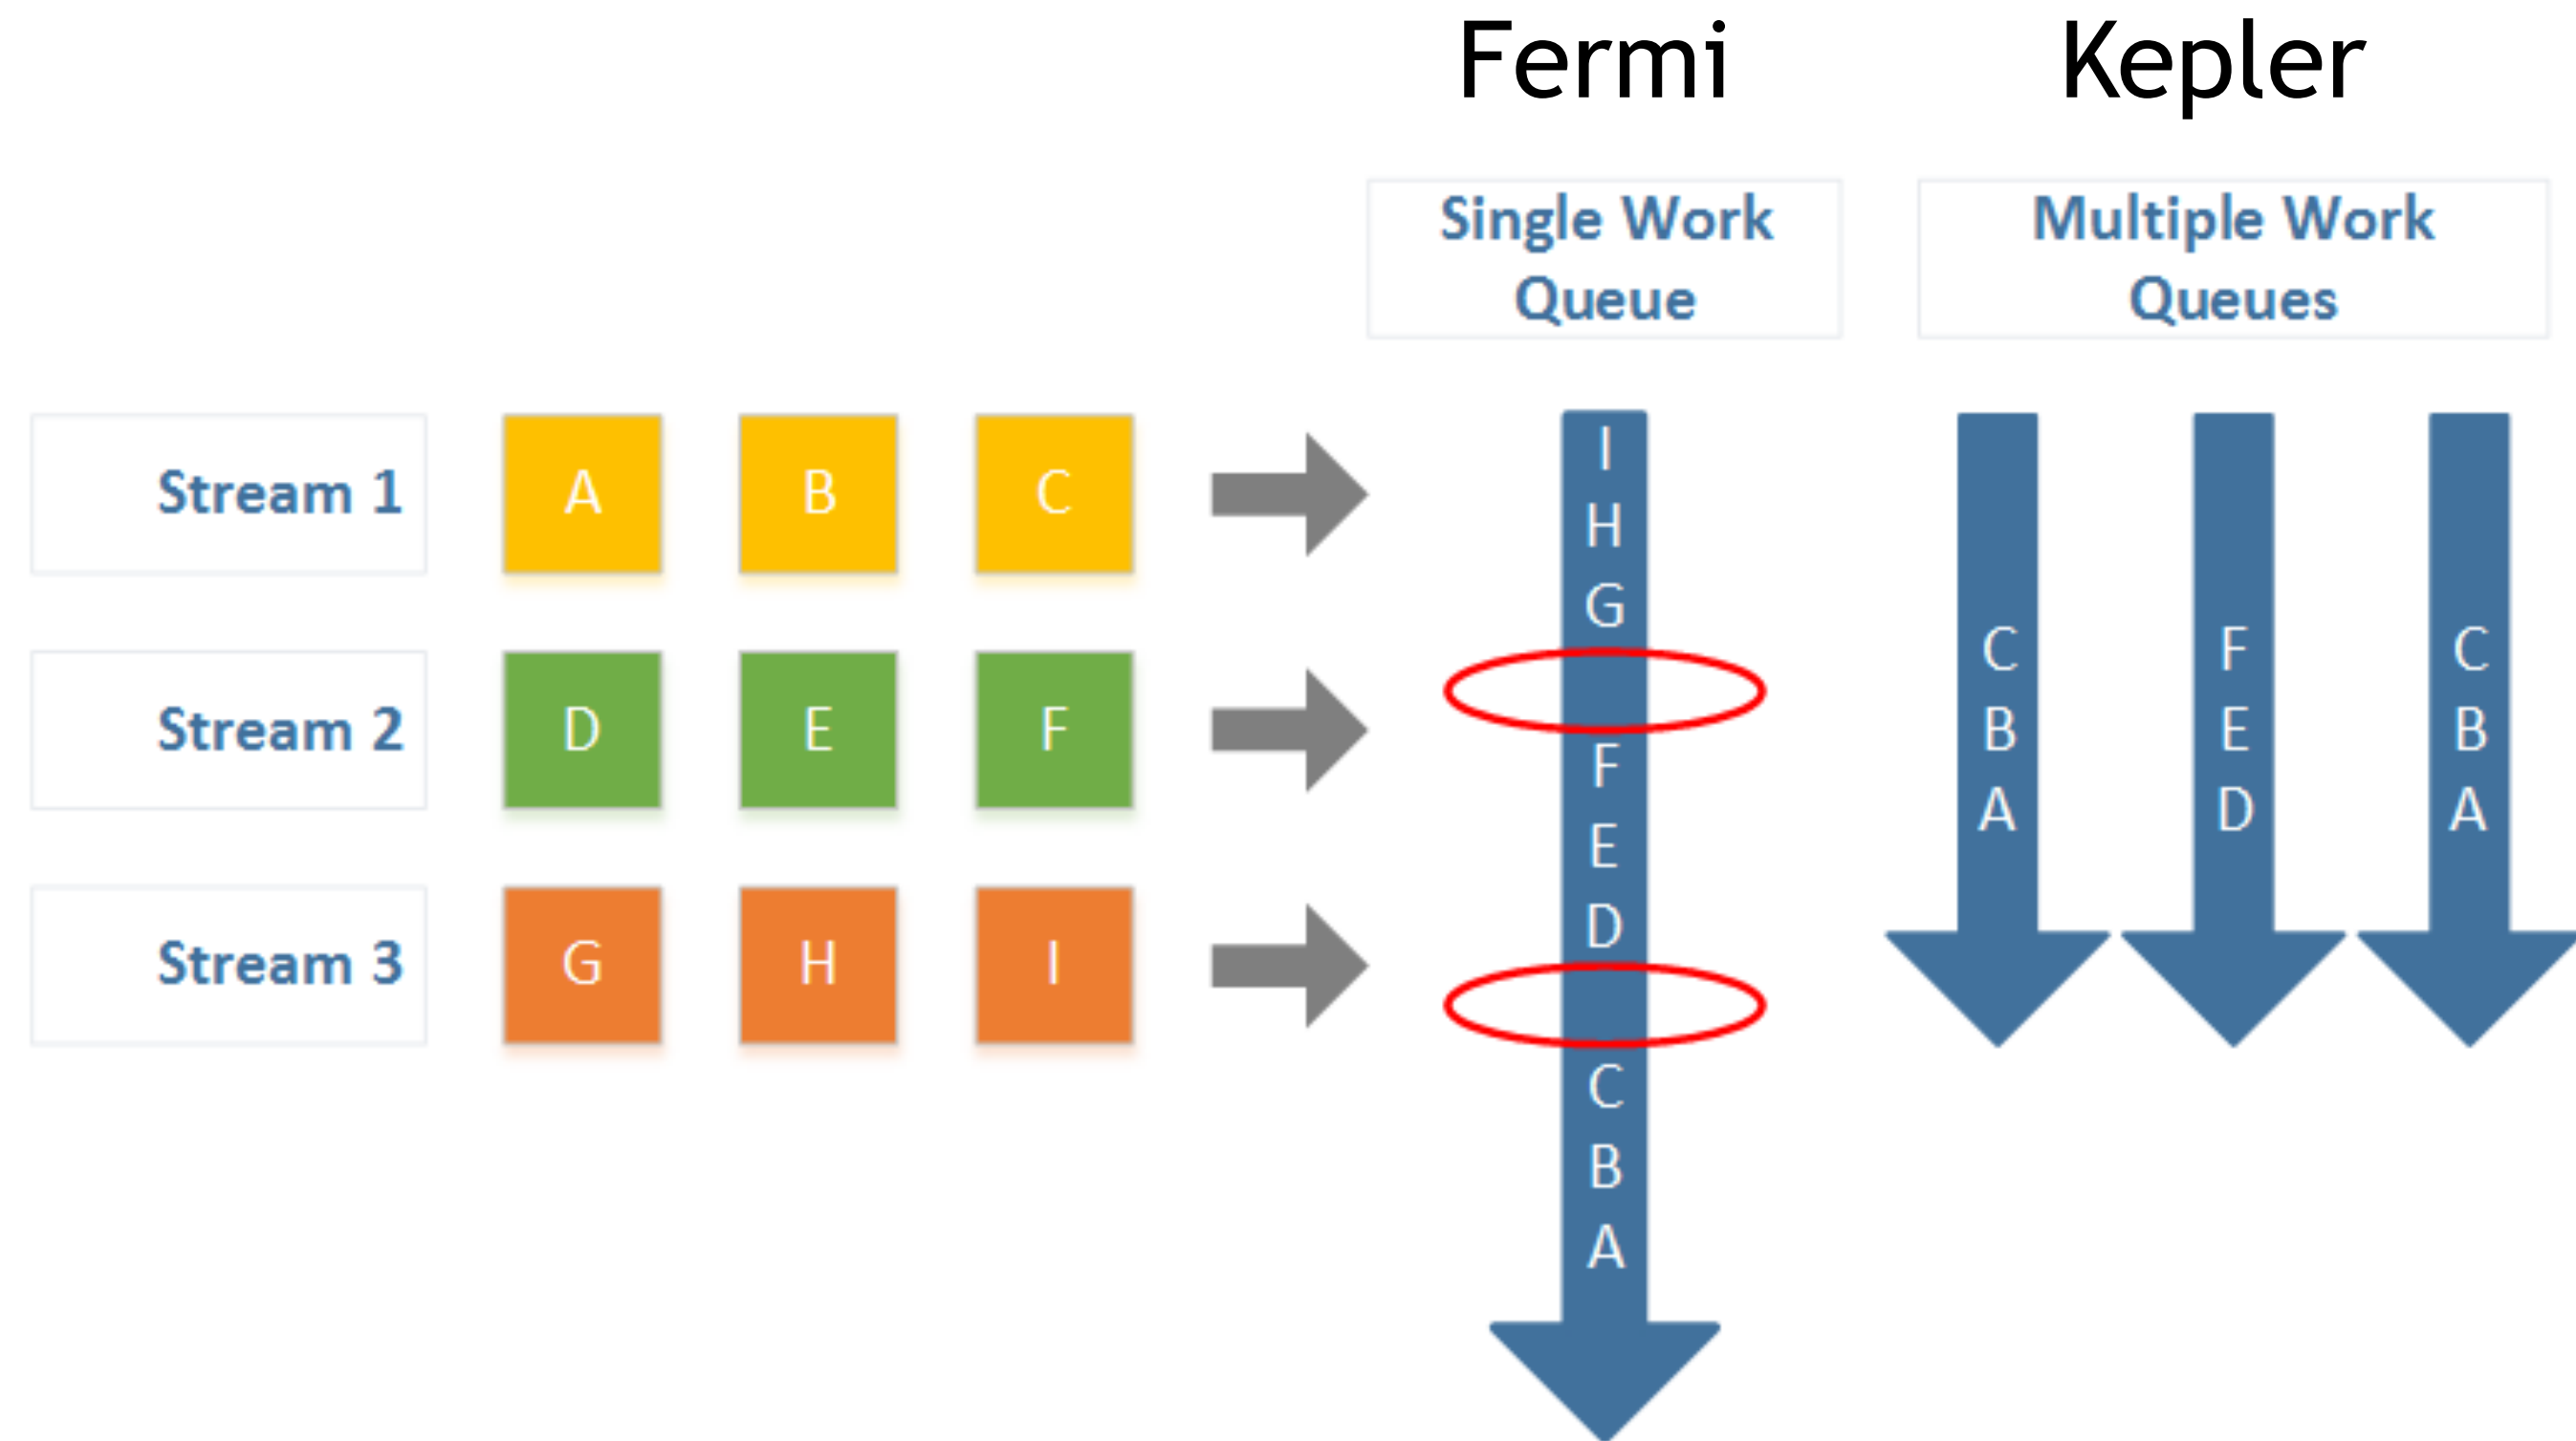 Fermi
Kepler
Single Work
Queue
Multiple Work
Queues
Stream 1
A
B
C
Stream 2
D
E
F
Stream 3
G
H
I
I
H
G
F
E
D
C
B
A
C
B
A
F
E
D
C
B
A